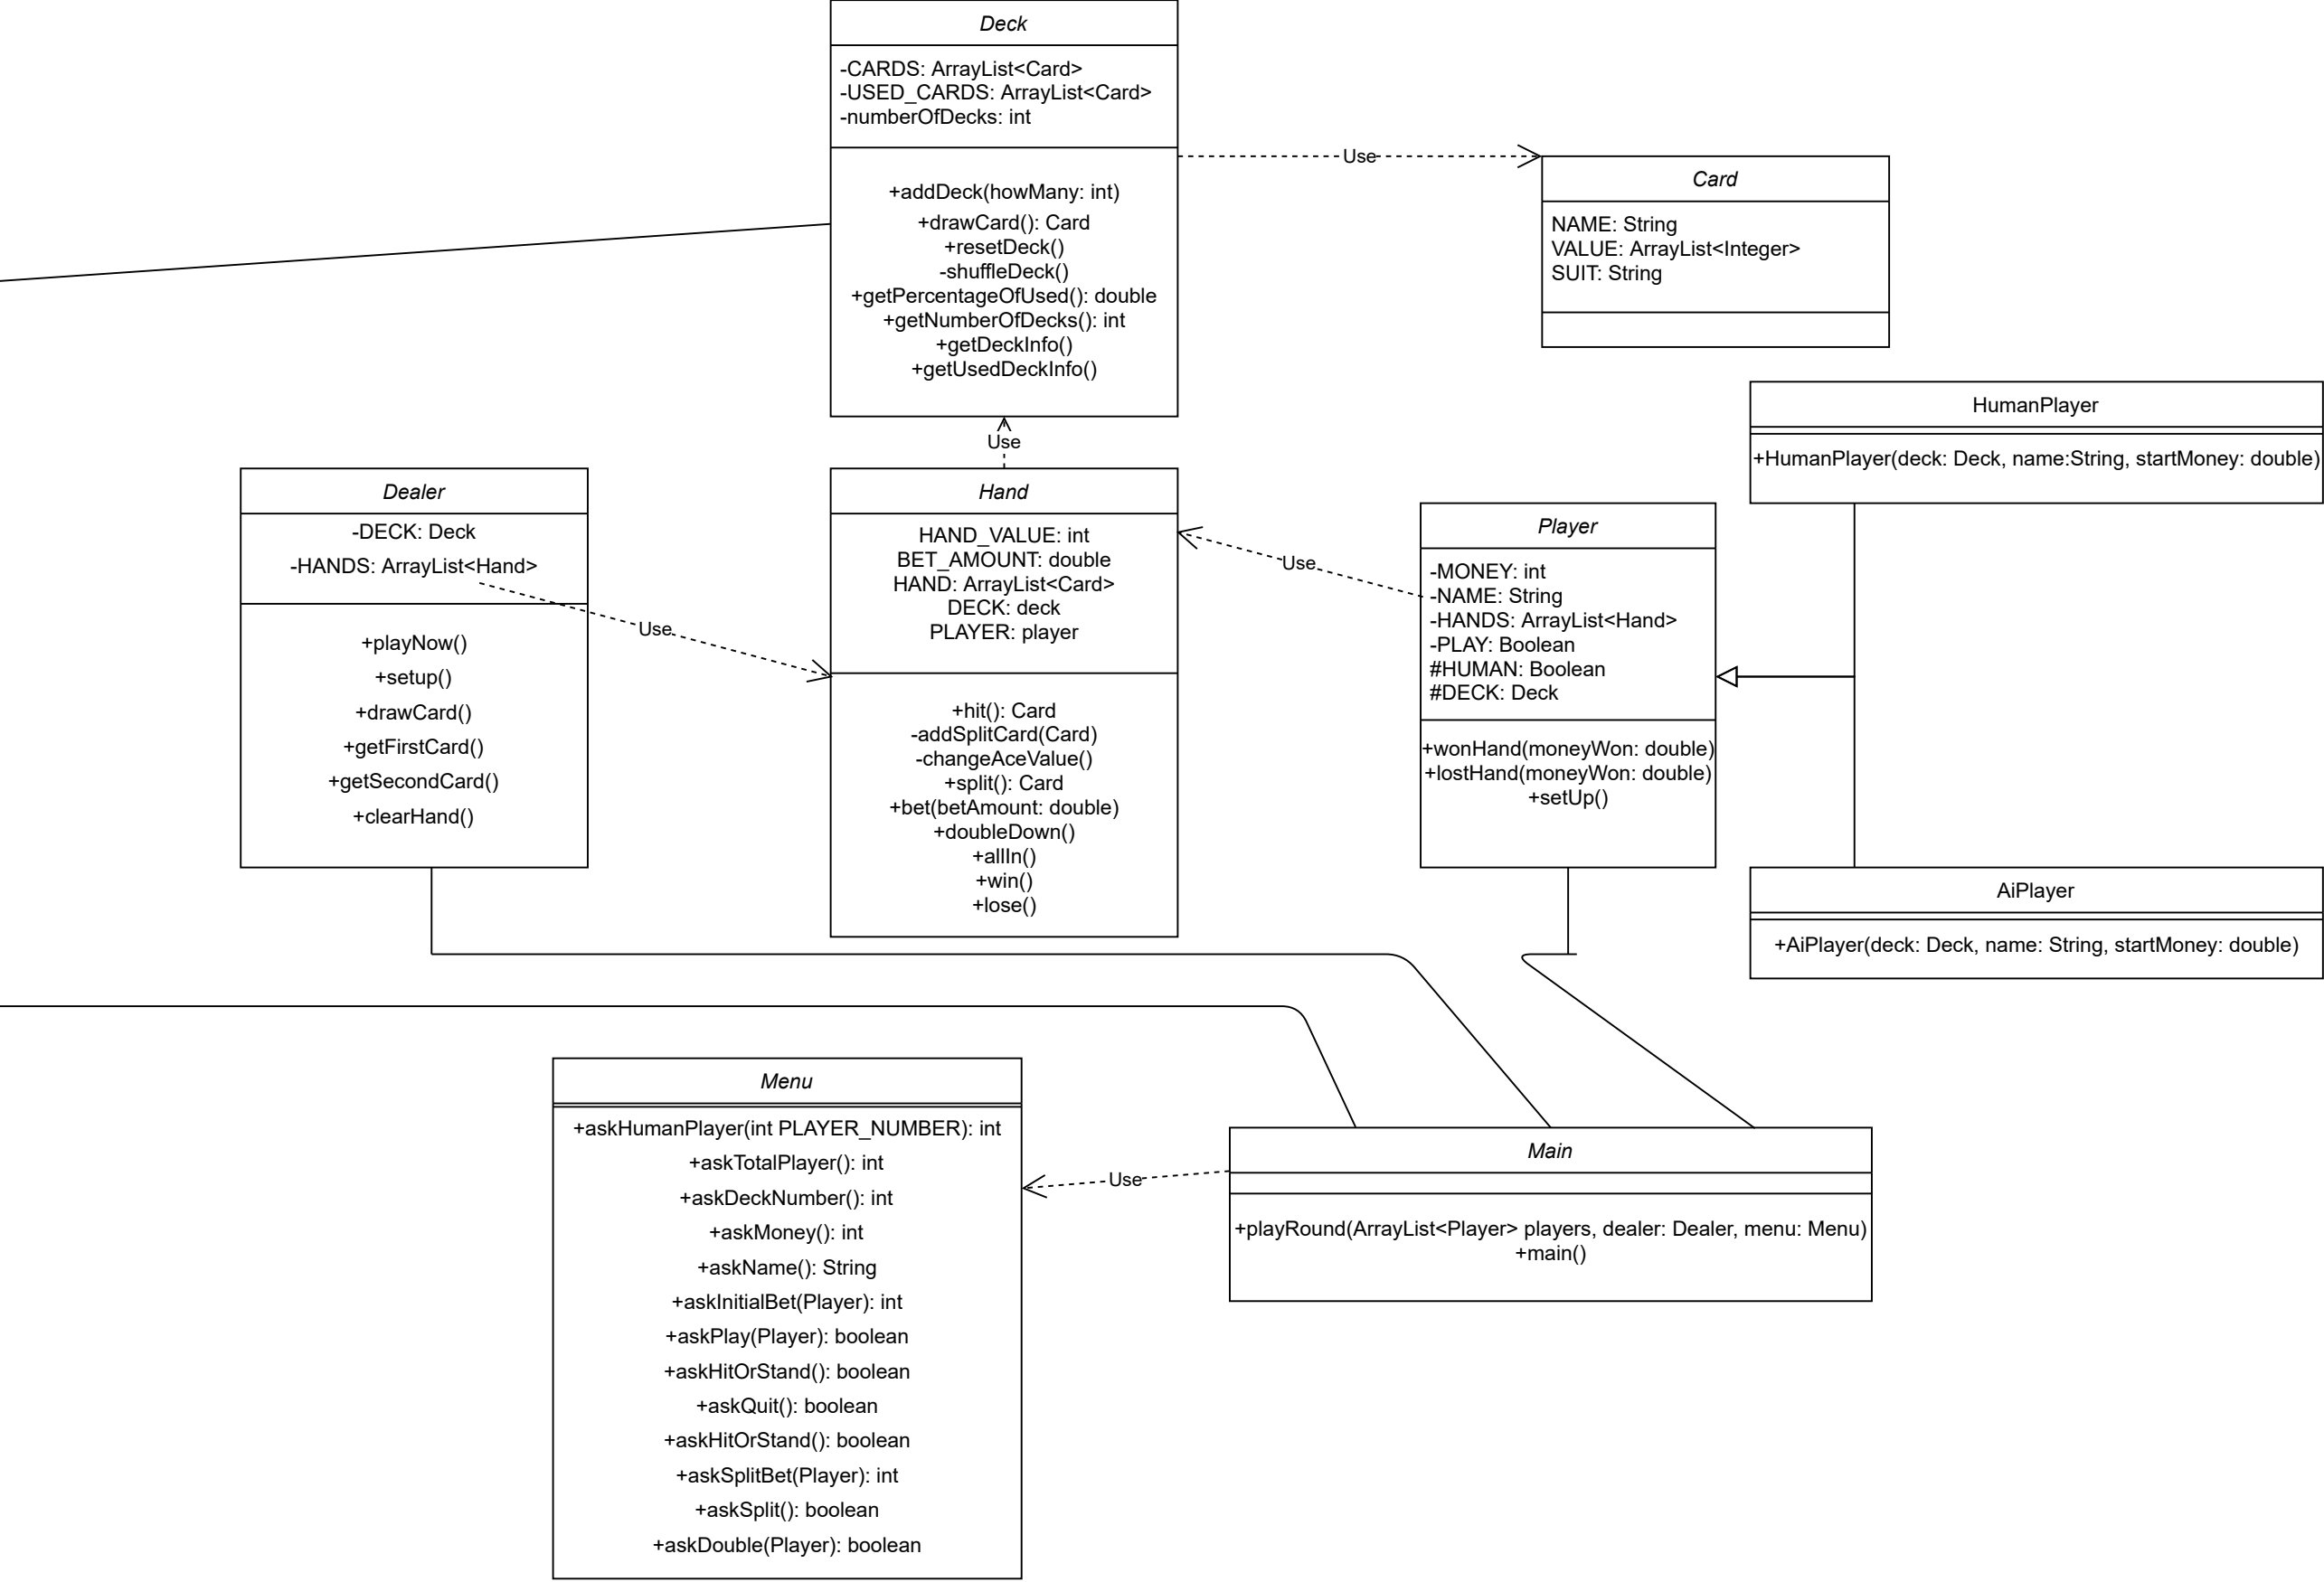 Deck
-CARDS: ArrayList<Card>
-USED_CARDS: ArrayList<Card>
-numberOfDecks: int
+addDeck(howMany: int)
+drawCard(): Card
+resetDeck()
-shuffleDeck()
+getPercentageOfUsed(): double
+getNumberOfDecks(): int
+getDeckInfo()
+getUsedDeckInfo()
Use
Card
NAME: String
VALUE: ArrayList<Integer>
SUIT: String
HumanPlayer
+HumanPlayer(deck: Deck, name:String, startMoney: double)
Use
Dealer
-DECK: Deck
-HANDS: ArrayList<Hand>
+playNow()
+setup()
+drawCard()
+getFirstCard()
+getSecondCard()
+clearHand()
Use
Hand
HAND_VALUE: int
BET_AMOUNT: double
HAND: ArrayList<Card>
DECK: deck
PLAYER: player
+hit(): Card
-addSplitCard(Card)
-changeAceValue()
+split(): Card
+bet(betAmount: double)
+doubleDown()
+allIn()
+win()
+lose()
Use
Player
-MONEY: int
-NAME: String
-HANDS: ArrayList<Hand>
-PLAY: Boolean
#HUMAN: Boolean
#DECK: Deck
+wonHand(moneyWon: double)
+lostHand(moneyWon: double)
+setUp()
AiPlayer
+AiPlayer(deck: Deck, name: String, startMoney: double)
Menu
+askHumanPlayer(int PLAYER_NUMBER): int
+askTotalPlayer(): int
+askDeckNumber(): int
+askMoney(): int
+askName(): String
+askInitialBet(Player): int
+askPlay(Player): boolean
+askHitOrStand(): boolean
+askQuit(): boolean
+askHitOrStand(): boolean
+askSplitBet(Player): int
+askSplit(): boolean
+askDouble(Player): boolean
Use
Main
+playRound(ArrayList<Player> players, dealer: Dealer, menu: Menu)
+main()